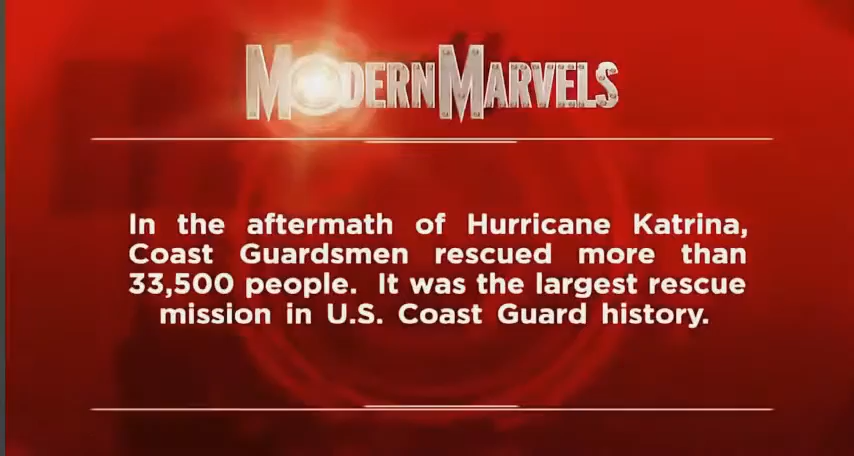 MODERN MARVELS
In the aftermath of Hurricane Katrina,
Coast Guardsmen rescued more than
33,500 people. It was the largest rescue
mission in U.S. Coast Guard history.